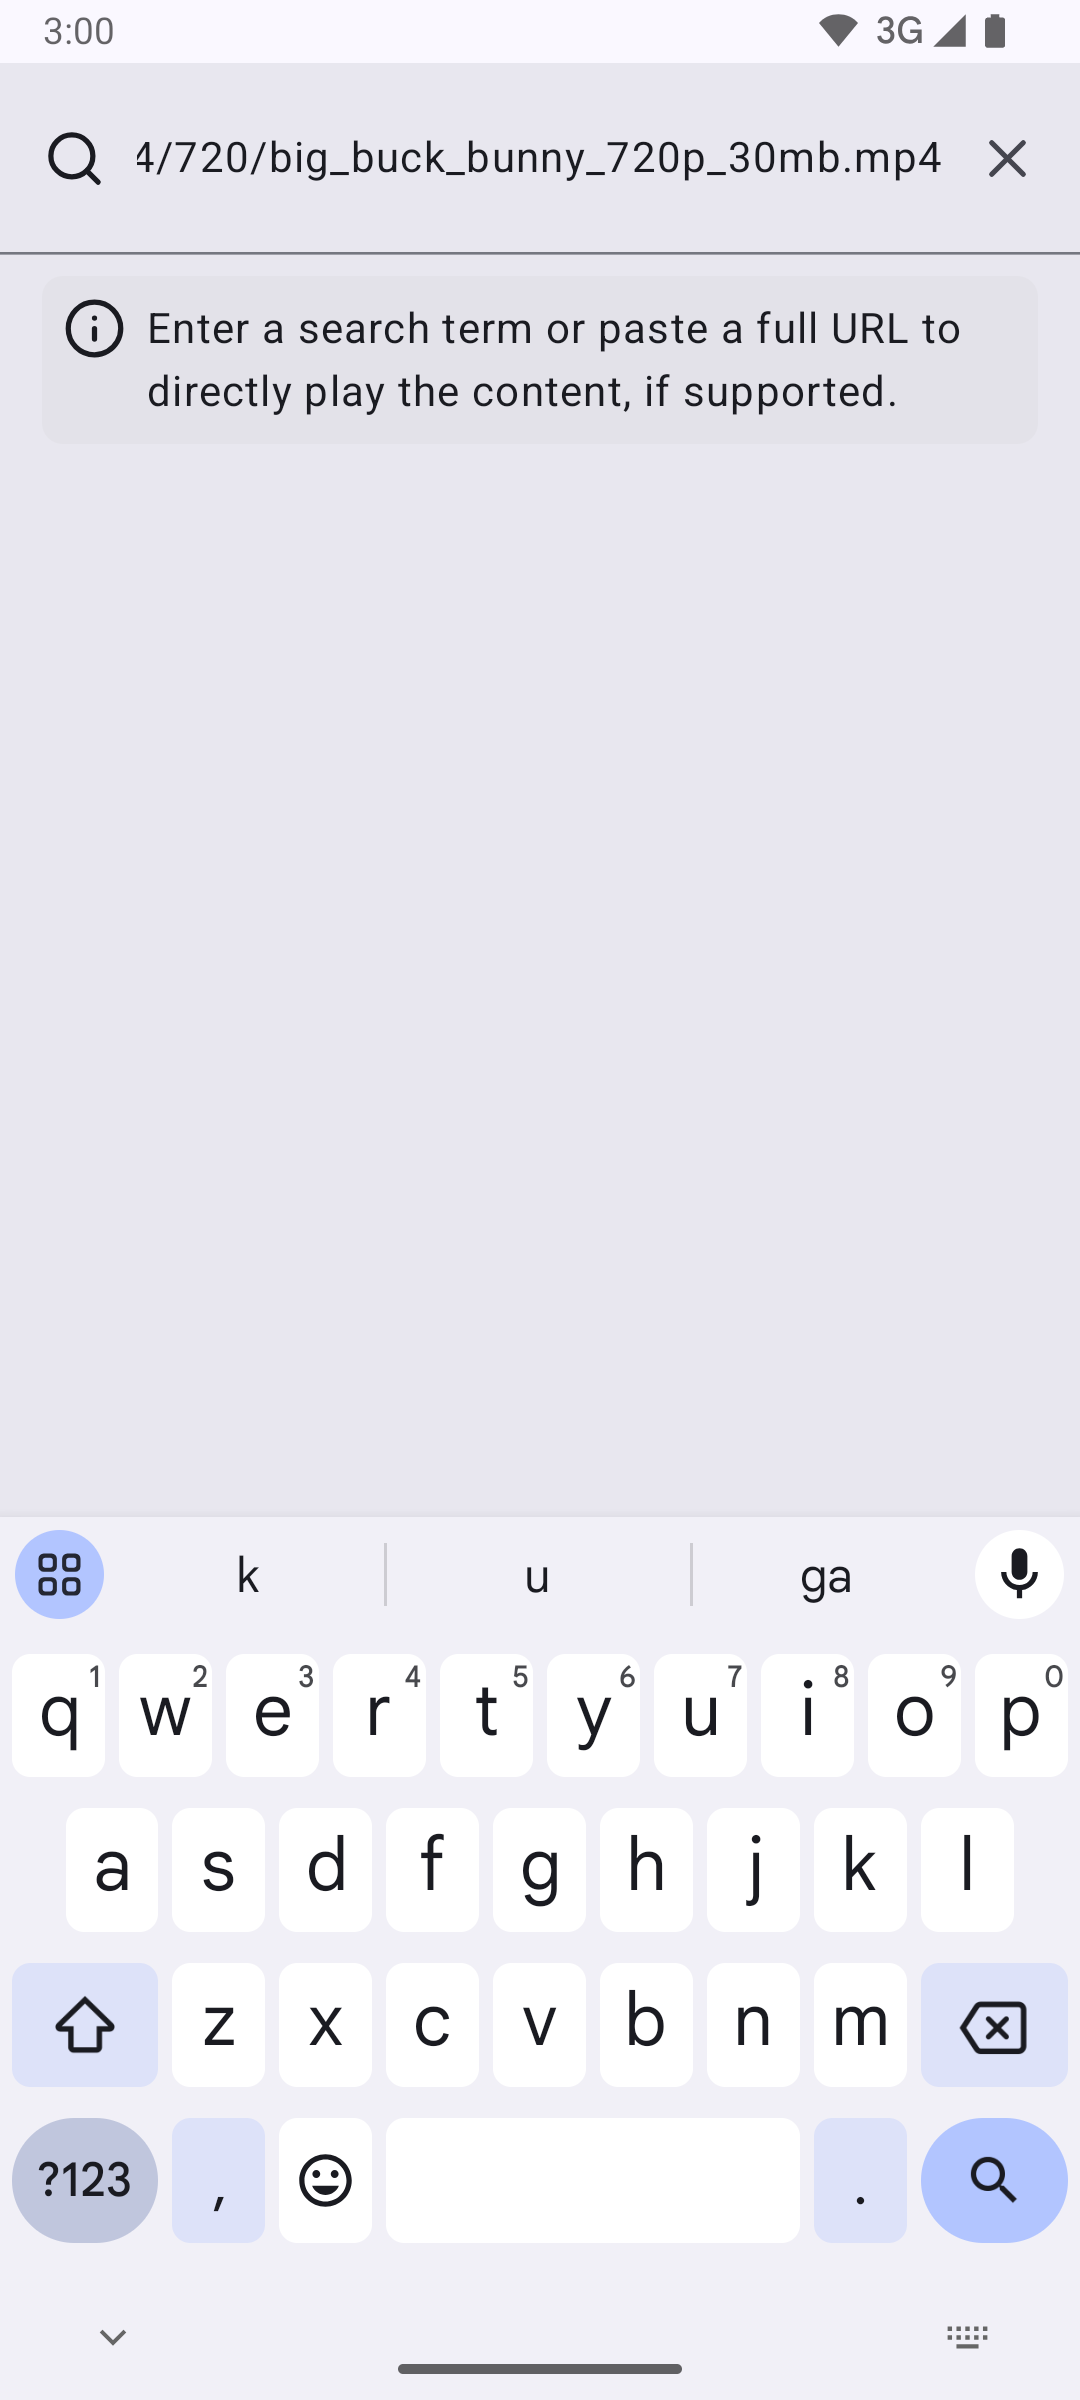 3:00
3G
4/720/big_buck_bunny_720p_30mb.mp4
Enter a search term or paste a full URL to
directly play the content, if supported.
k u ga
q 1 w 2 e 3 r 4 t 5 y 6 u 7 i 8 o 9 p 0
a s d f g h j k l
z x c v b n m
?123 , .